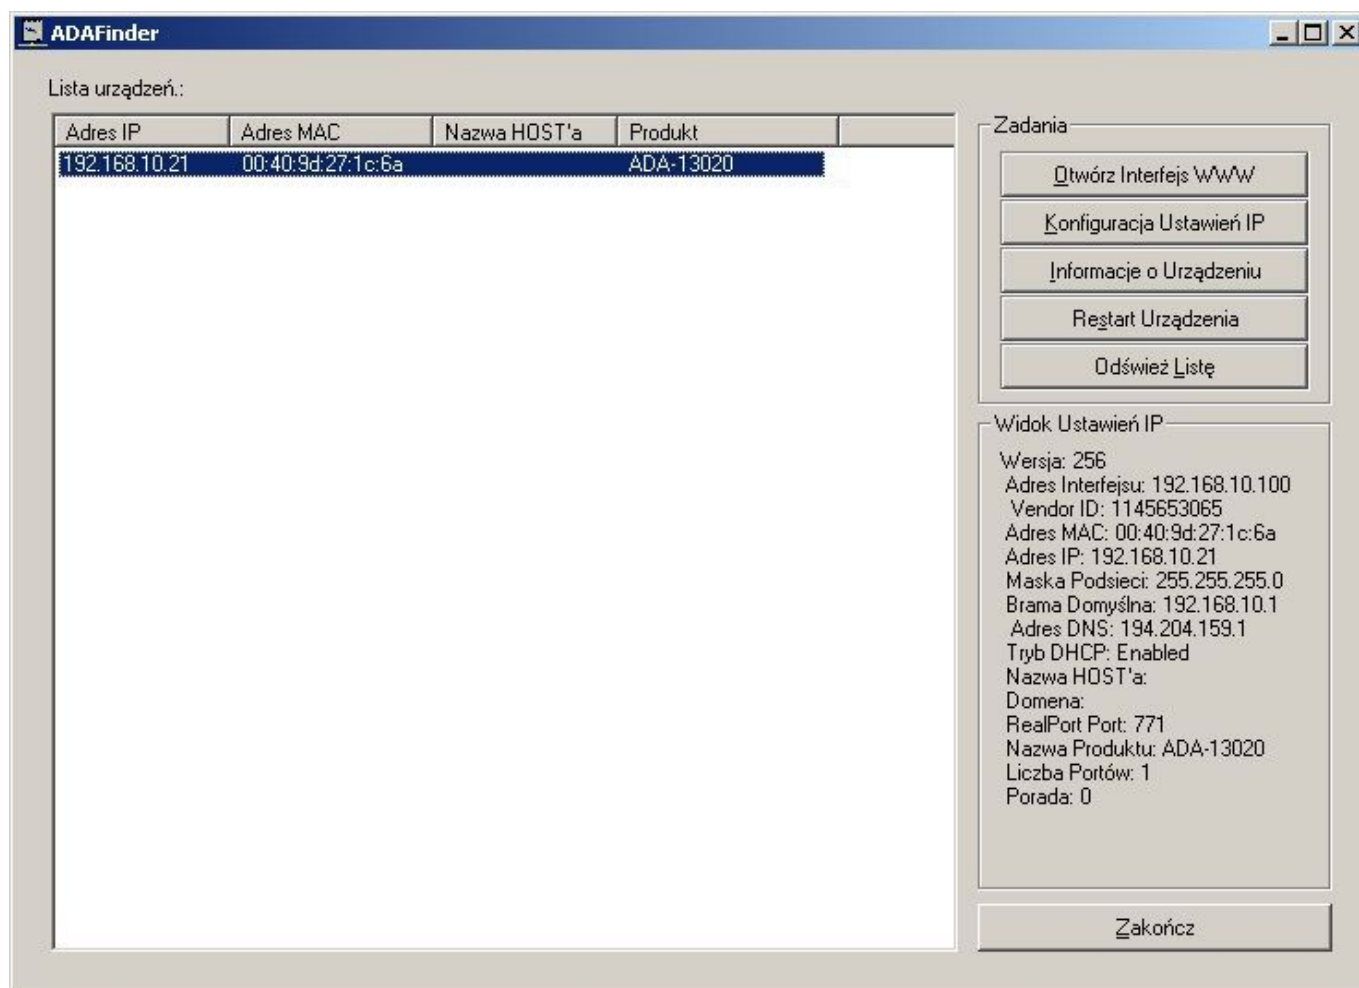 ADAFinder
Lista urządzeń.:
Adres IP Adres MAC Nazwa HOST'a Produkt
192.168.10.21 00:40:9d:27:1c:6a ADA-13020
Zadania
Otwórz Interfejs WWW
Konfiguracja Ustawień IP
Informacje o Urządzeniu
Restart Urządzenia
Odśwież Listę
Widok Ustawień IP
Wersja: 256
Adres Interfejsu: 192.168.10.100
Vendor ID: 1145653065
Adres MAC: 00:40:9d:27:1c:6a
Adres IP: 192.168.10.21
Maska Podsieci: 255.255.255.0
Brama Domyślna: 192.168.10.1
Adres DNS: 194.204.159.1
Tryb DHCP: Enabled
Nazwa HOST'a:
Domena:
RealPort Port: 771
Nazwa Produktu: ADA-13020
Liczba Portów: 1
Porada: 0
Zakończ